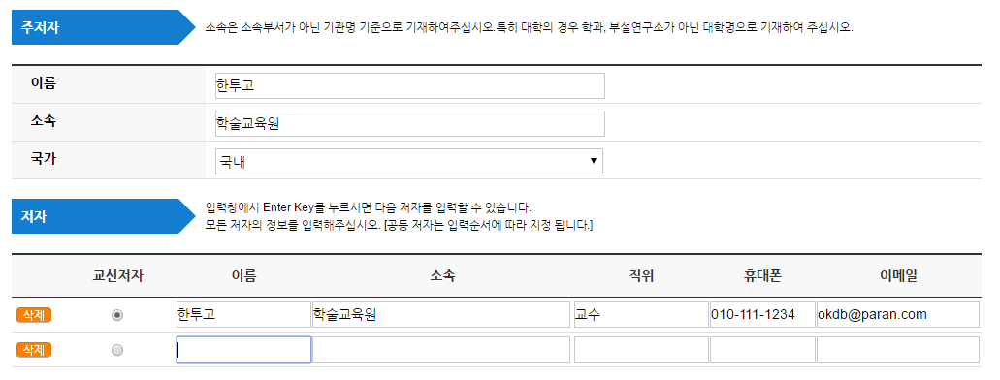 주저자
소속은 소속부서가 아닌 기관명 기준으로 기재하여주십시오.특히 대학의 경우 학과, 부설연구소가 아닌 대학명으로 기재하여 주십시오.
이름 한투고
소속 학술교육원
국가 국내
저자
입력창에서 Enter Key를 누르시면 다음 저자를 입력할 수 있습니다.
모든 저자의 정보를 입력해주십시오. [공동 저자는 입력순서에 따라 지정 됩니다.]
교신저자 이름 소속 직위 휴대폰 이메일
삭제 한투고 학술교육원 교수 010-111-1234 okdb@paran.com
삭제